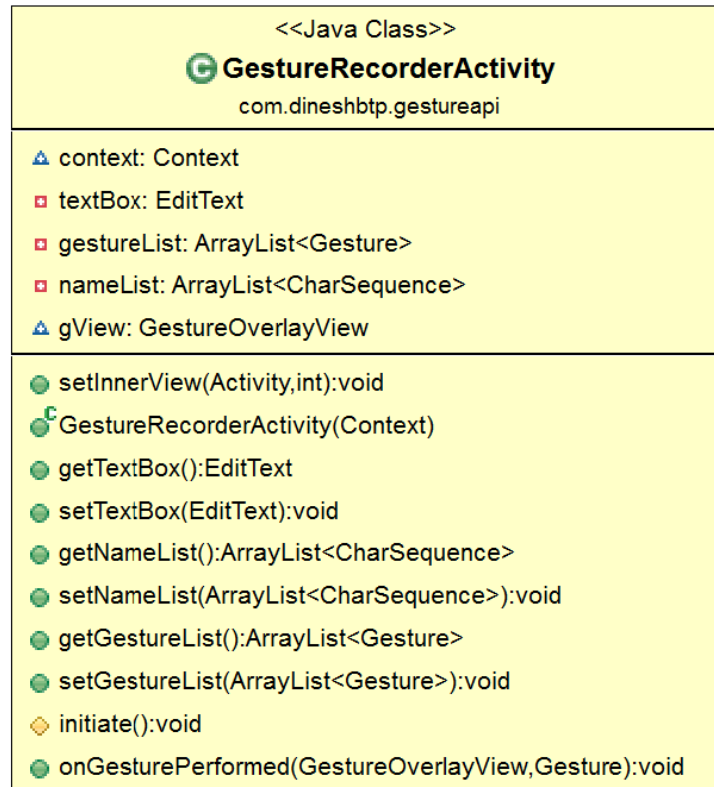 <<Java Class>>
C GestureRecorderActivity
com.dineshbtp.gestureapi
context: Context
textBox: EditText
gestureList: ArrayList<Gesture>
nameList: ArrayList<CharSequence>
gView: GestureOverlayView
setInnerView(Activity,int):void
C GestureRecorderActivity(Context)
getTextBox():EditText
setTextBox(EditText):void
getNameList():ArrayList<CharSequence>
setNameList(ArrayList<CharSequence>):void
getGestureList():ArrayList<Gesture>
setGestureList(ArrayList<Gesture>):void
initiate():void
onGesturePerformed(GestureOverlayView,Gesture):void